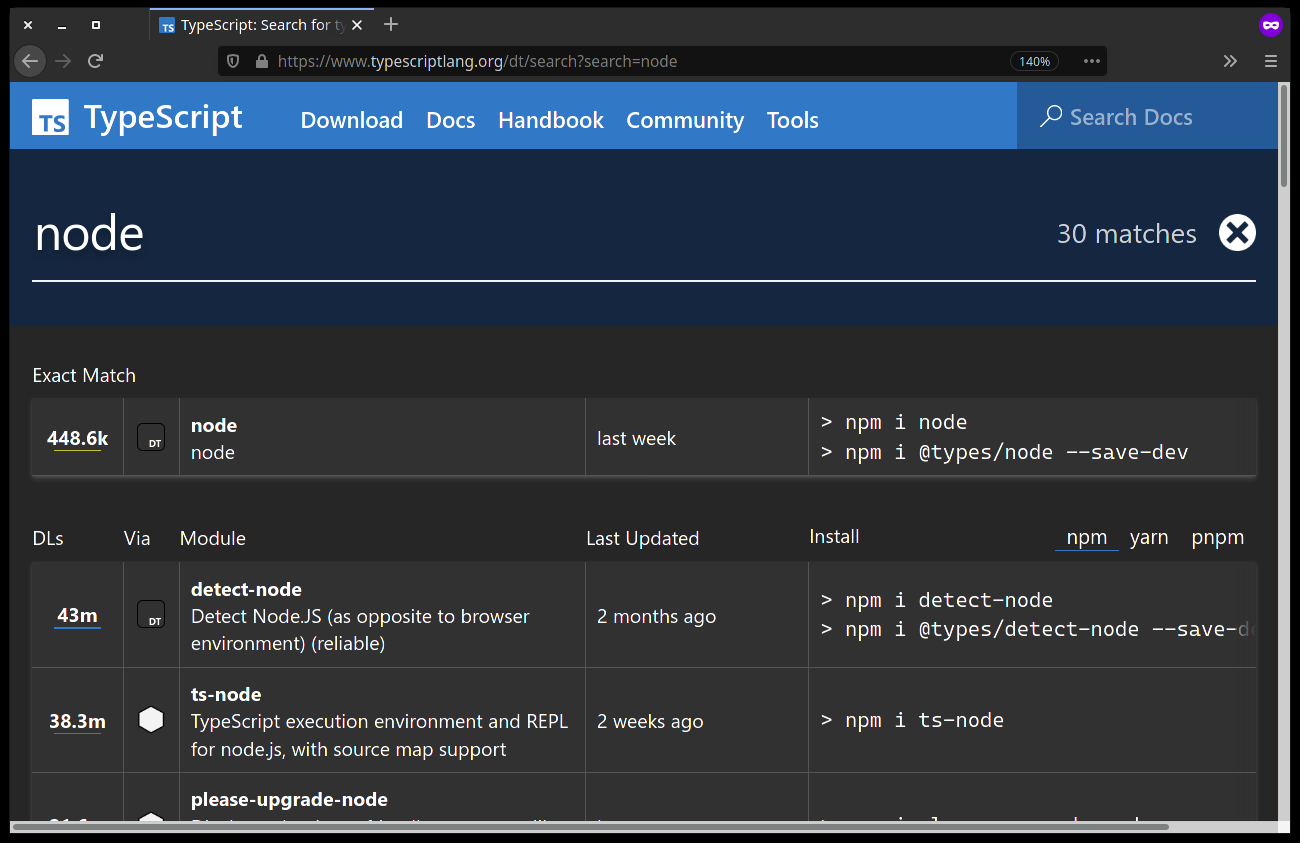 TS TypeScript: Search for ty
https://www.typescriptlang.org/dt/search?search=node 140%
TS TypeScript Download Docs Handbook Community Tools Search Docs
node 30 matches
Exact Match
448.6k DT node last week > npm i node
node > npm i @types/node --save-dev
DLs Via Module Last Updated Install npm yarn pnpm
43m DT detect-node 2 months ago > npm i detect-node
Detect Node.JS (as opposite to browser > npm i @types/detect-node --save-d
environment) (reliable)
38.3m ts-node 2 weeks ago > npm i ts-node
TypeScript execution environment and REPL
for node.js, with source map support
please-upgrade-node